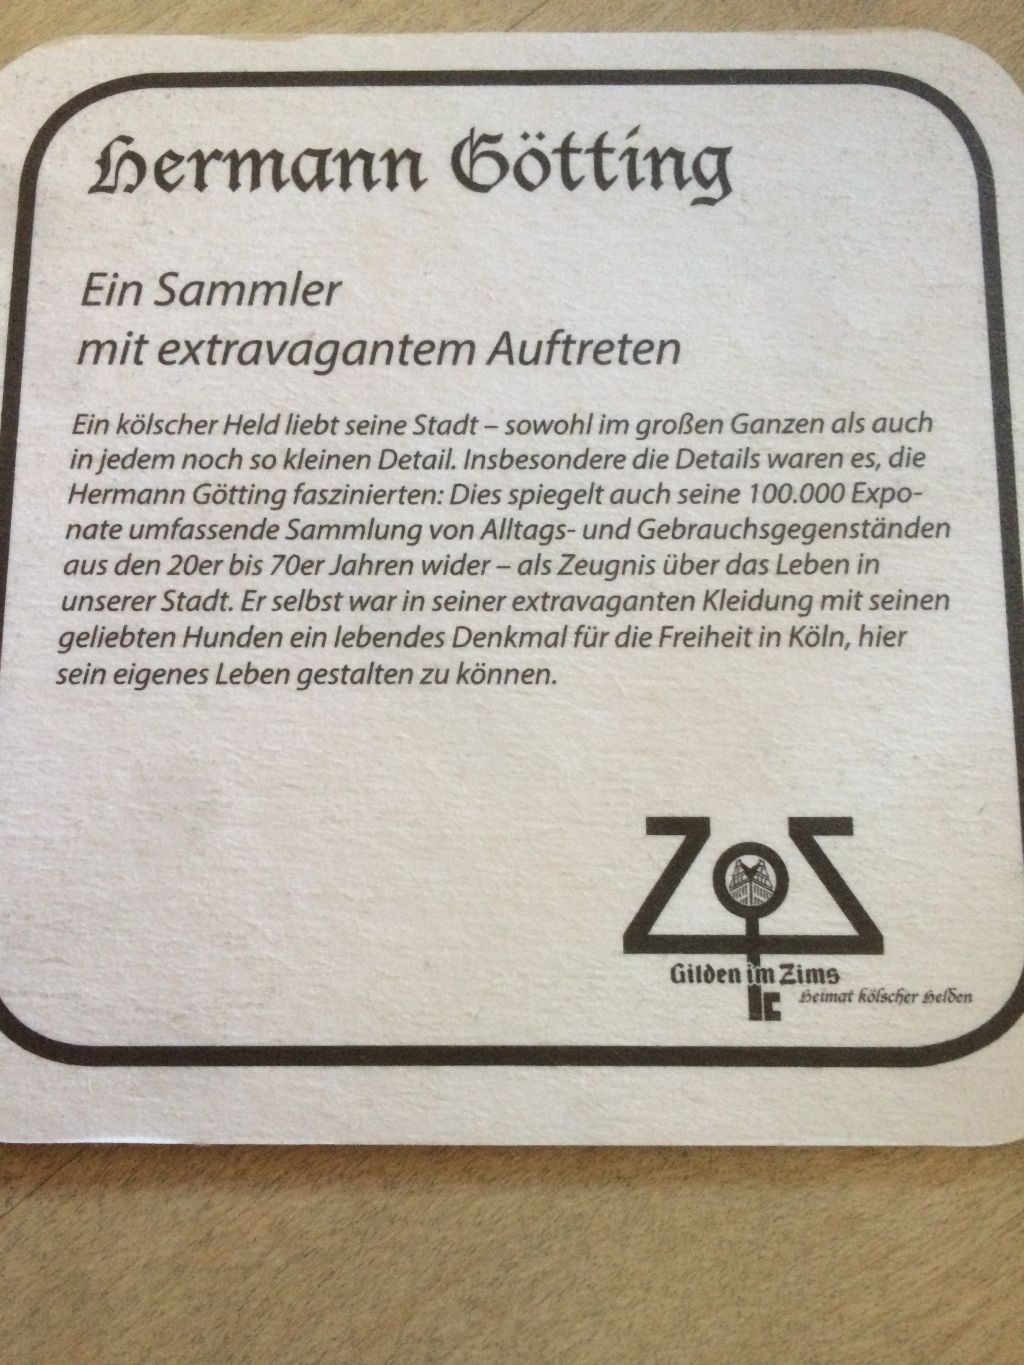 Hermann Götting
Ein Sammler
mit extravagantem Auftreten
Ein kölscher Held liebt seine Stadt – sowohl im großen Ganzen als auch
in jedem noch so kleinen Detail. Insbesondere die Details waren es, die
Hermann Götting faszinierten: Dies spiegelt auch seine 100.000 Expo-
nate umfassende Sammlung von Alltags- und Gebrauchsgegenständen
aus den 20er bis 70er Jahren wider – als Zeugnis über das Leben in
unserer Stadt. Er selbst war in seiner extravaganten Kleidung mit seinen
geliebten Hunden ein lebendes Denkmal für die Freiheit in Köln, hier
sein eigenes Leben gestalten zu können.
Gilden im Zims
Heimat kölscher Helden